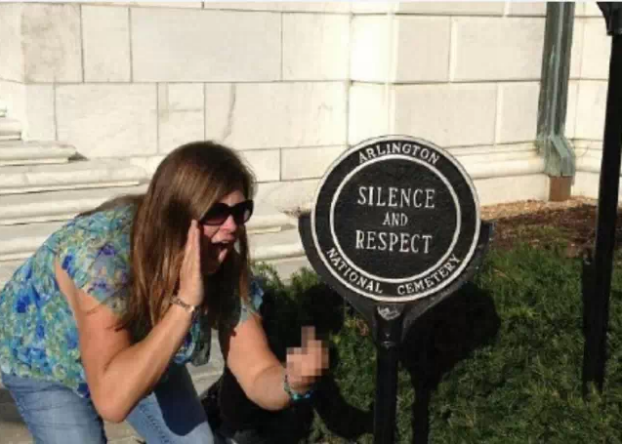 ARLINGTON
SILENCE
AND
RESPECT
NATIONAL CEMETERY